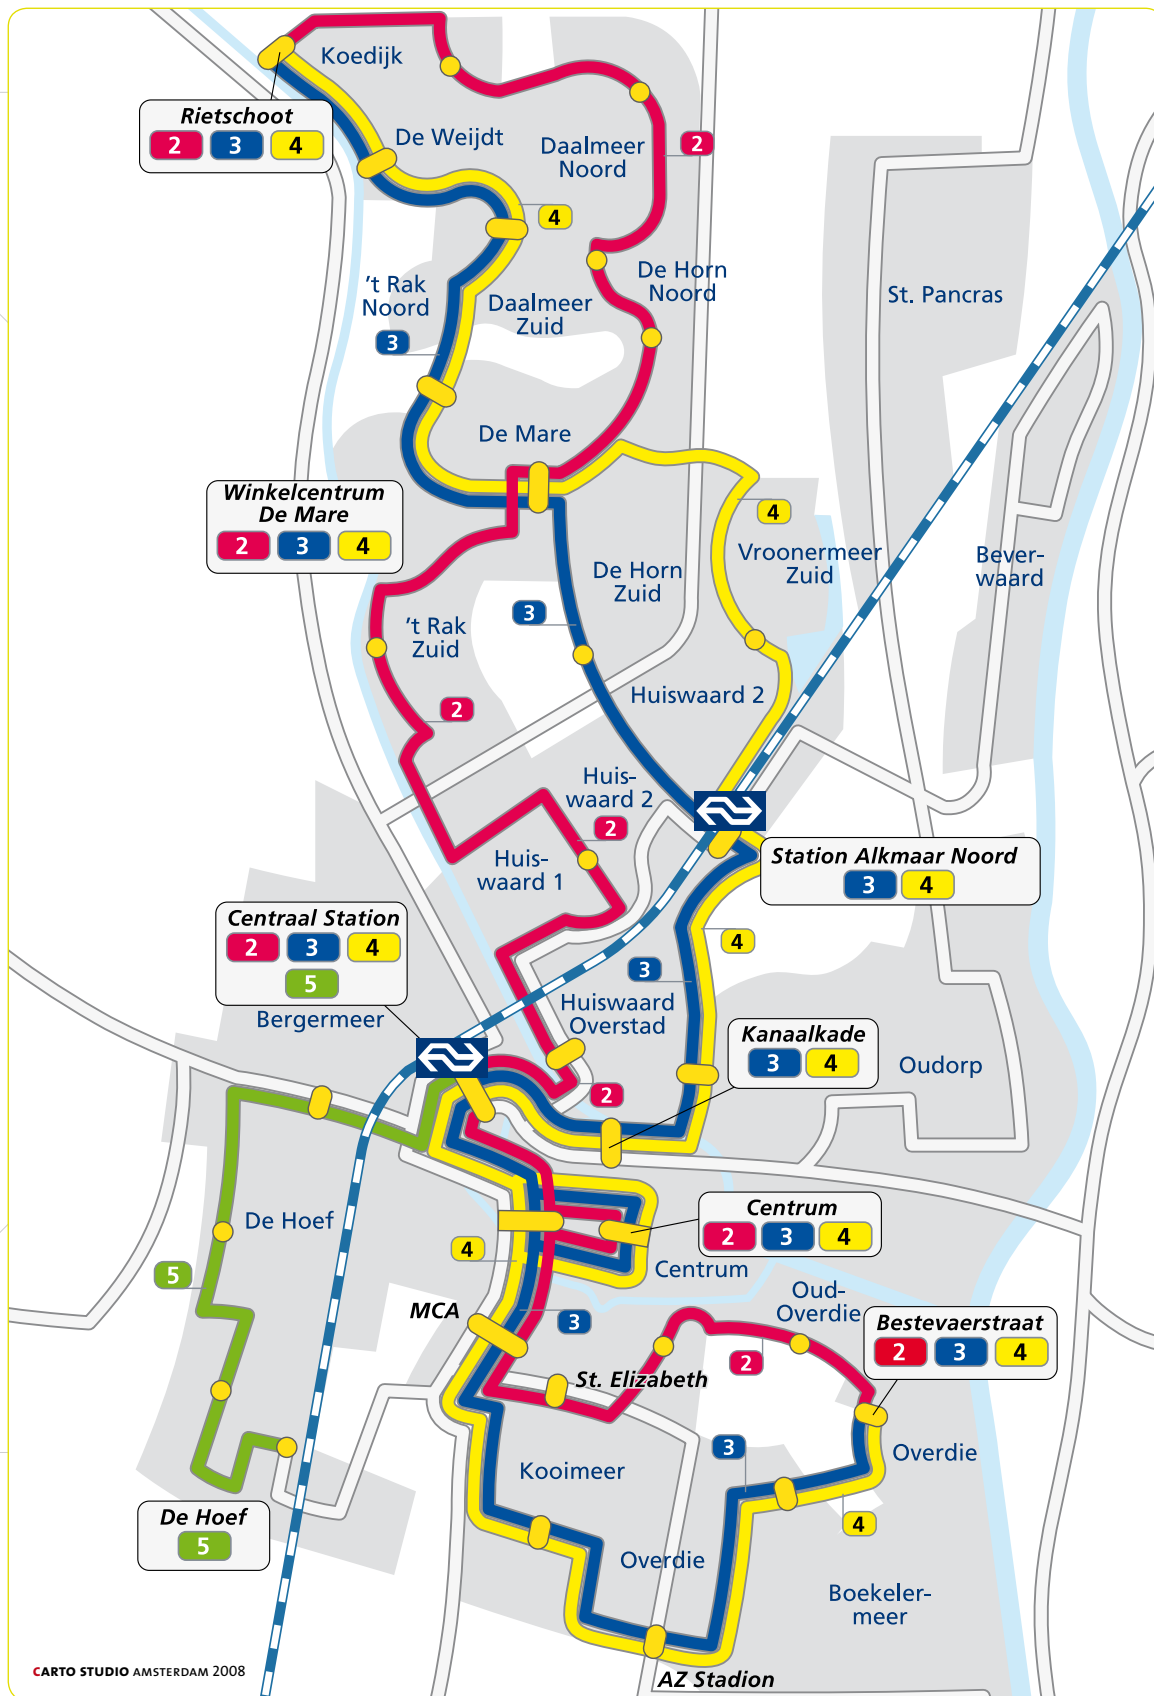 Koedijk
Rietschoot
2 3 4
De Weijdt
Daalmeer
Noord
2
4
't Rak
Noord
De Horn
Noord
Daalmeer
Zuid
St. Pancras
3
De Mare
Winkelcentrum
De Mare
2 3 4
4
Vroonermeer
Zuid
Bever-
waard
De Horn
Zuid
3
't Rak
Zuid
Huiswaard 2
2
Huis-
waard 2
2
Huis-
waard 1
Station Alkmaar Noord
3 4
Centraal Station
2 3 4
5
4
3
Bergermeer
Huiswaard
Overstad
Kanaalkade
3 4
Oudorp
2
De Hoef
Centrum
2 3 4
4
5
Centrum
Oud-
Overdie
MCA
3
Bestevaerstraat
2 3 4
2
St. Elizabeth
3
Overdie
Kooimeer
De Hoef
5
4
Overdie
Boekeler-
meer
CARTO STUDIO AMSTERDAM 2008
AZ Stadion